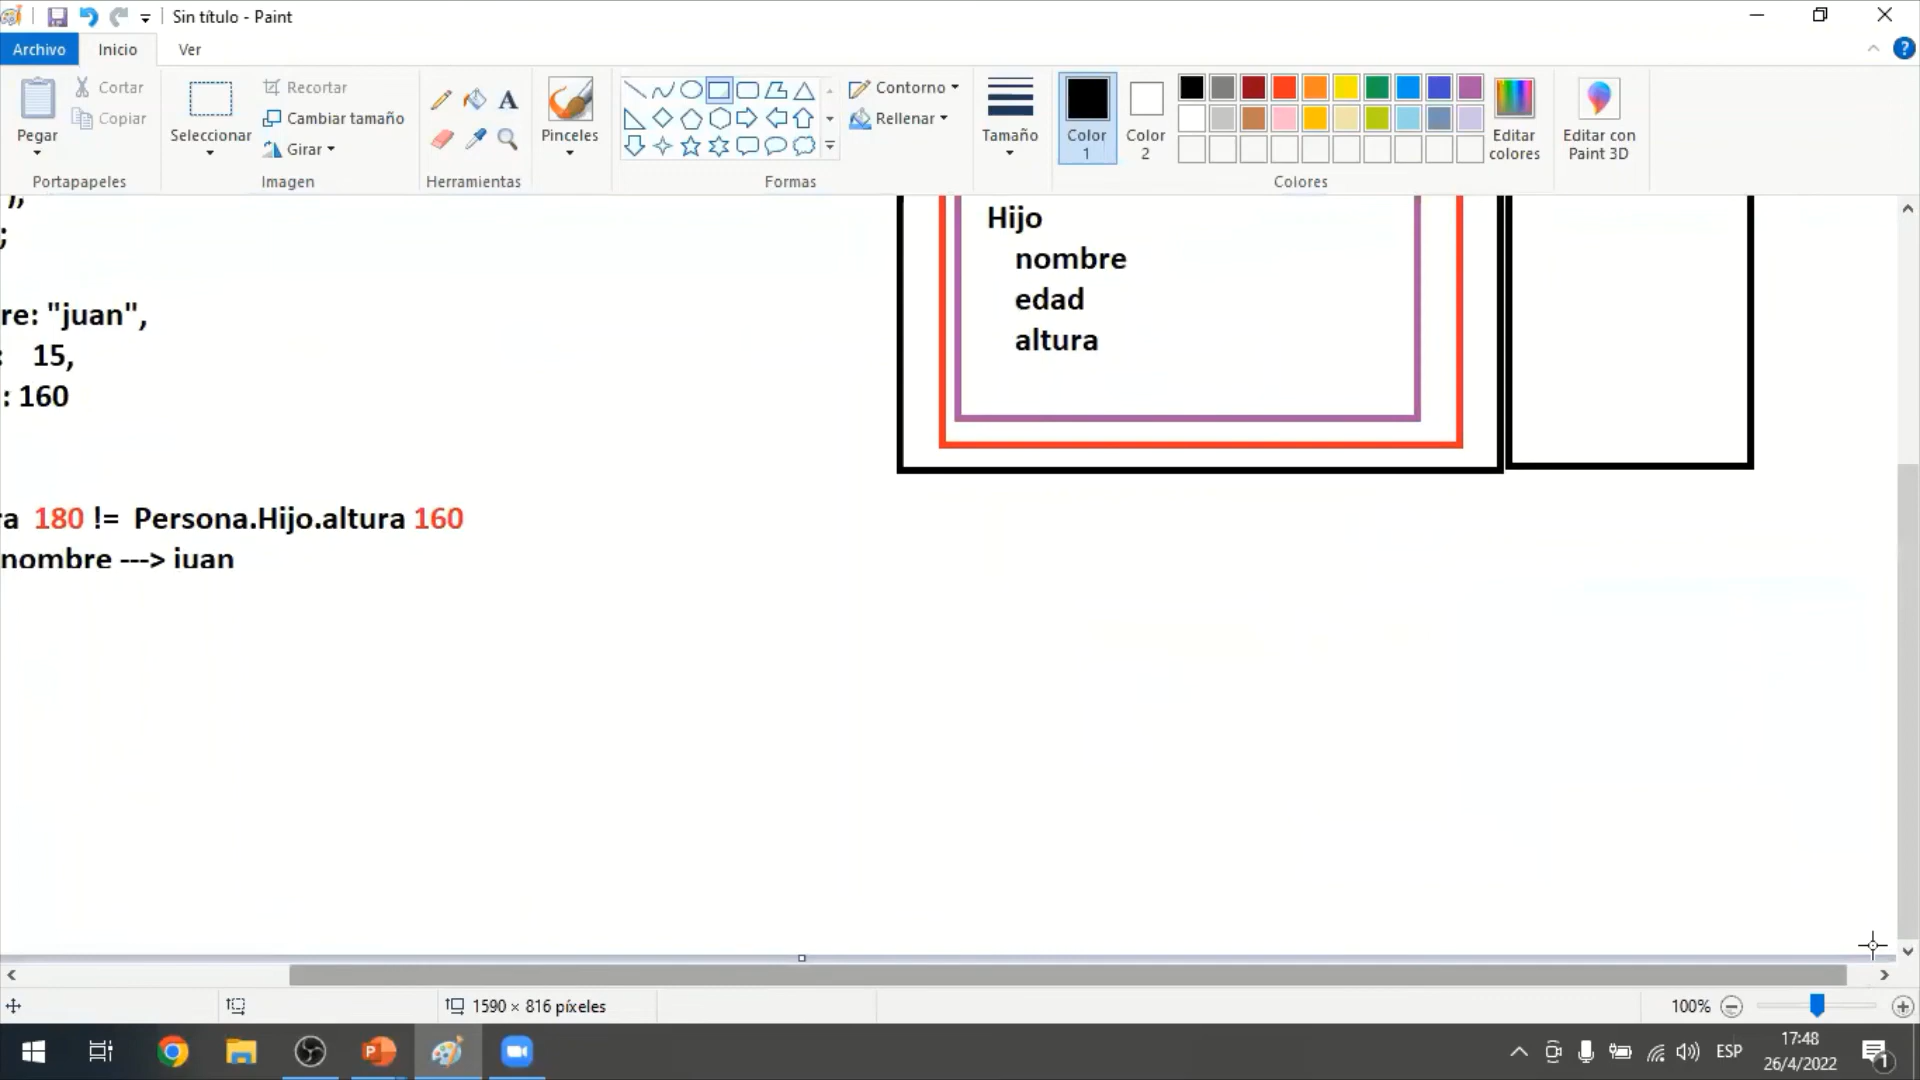 Sin título - Paint
Archivo Inicio Ver
Pegar
Cortar
Copiar
Portapapeles
Seleccionar
Recortar
Cambiar tamaño
Girar
Imagen
A
Herramientas
Pinceles
Formas
Contorno
Rellenar
Tamaño
Color 1
Color 2
Editar colores
Colores
Editar con Paint 3D
?
);
;
re: "juan",
: 15,
: 160
ra 180 != Persona.Hijo.altura 160
nombre ---> juan
Hijo
nombre
edad
altura
1590 × 816 píxeles
100%
P
ESP
17:48
26/4/2022
1